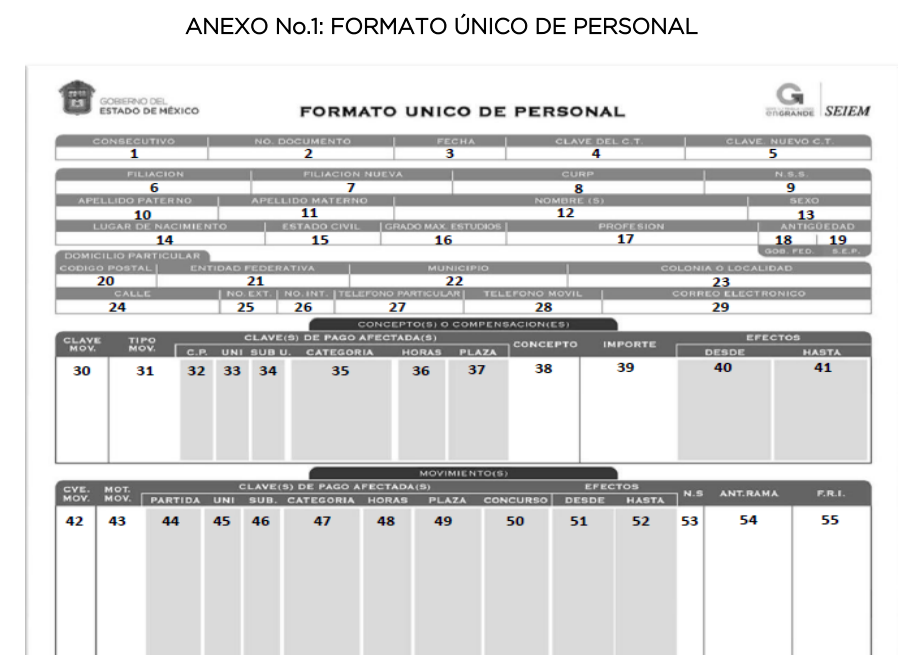 ANEXO No.1: FORMATO ÚNICO DE PERSONAL
GOBIERNO DEL
ESTADO DE MÉXICO
FORMATO UNICO DE PERSONAL
enGRANDE
SEIEM
CONSECUTIVO NO. DOCUMENTO FECHA CLAVE DEL C.T. CLAVE NUEVO C.T.
1 2 3 4 5
FILIACION FILIACION NUEVA CURP N.S.S.
6 7 8 9
APELLIDO PATERNO APELLIDO MATERNO NOMBRE (S) SEXO
10 11 12 13
LUGAR DE NACIMIENTO ESTADO CIVIL GRADO MAX. ESTUDIOS PROFESION ANTIGÜEDAD
14 15 16 17 18 19
GOB. FED. S.E.P.
DOMICILIO PARTICULAR
CODIGO POSTAL ENTIDAD FEDERATIVA MUNICIPIO COLONIA O LOCALIDAD
20 21 22 23
CALLE NO. EXT. NO. INT. TELEFONO PARTICULAR TELEFONO MOVIL CORREO ELECTRONICO
24 25 26 27 28 29
CONCEPTO(S) O COMPENSACION(ES)
CLAVE MOV. TIPO MOV. CLAVE(S) DE PAGO AFECTADA(S) CONCEPTO IMPORTE EFECTOS
C.P. UNI SUB U. CATEGORIA HORAS PLAZA DESDE HASTA
30 31 32 33 34 35 36 37 38 39 40 41
MOVIMIENTO(S)
CVE. MOV. MOT. MOV. CLAVE(S) DE PAGO AFECTADA(S) EFECTOS N.S ANT.RAMA F.R.I.
PARTIDA UNI SUB. CATEGORIA HORAS PLAZA CONCURSO DESDE HASTA
42 43 44 45 46 47 48 49 50 51 52 53 54 55